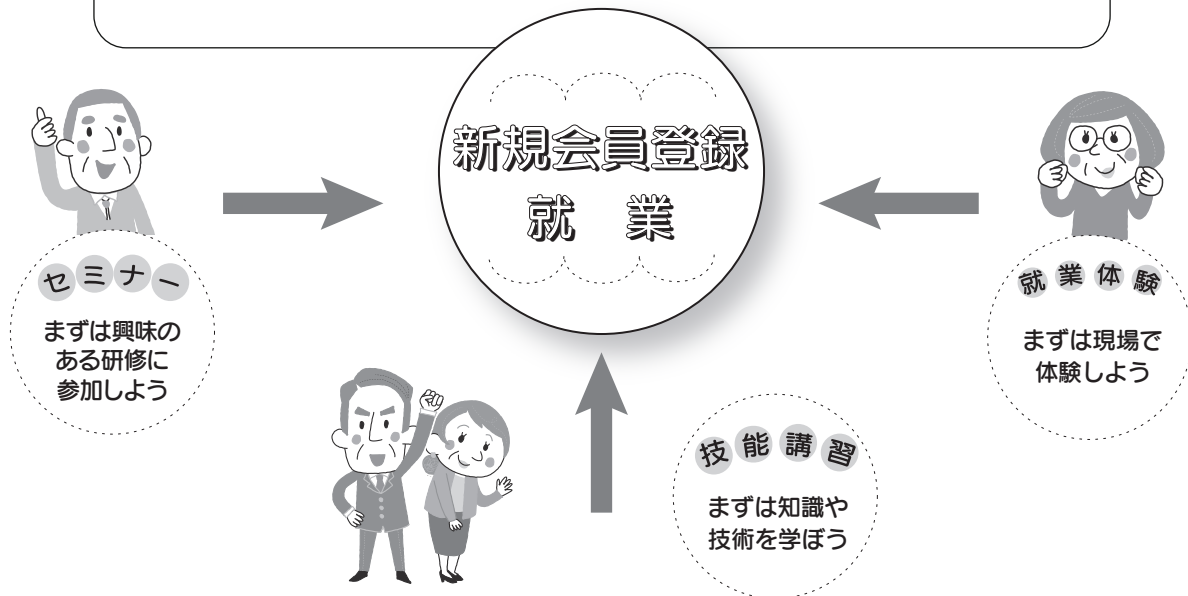 新規会員登録
就 業
セミナー
まずは興味の
ある研修に
参加しよう
就業体験
まずは現場で
体験しよう
技能講習
まずは知識や
技術を学ぼう